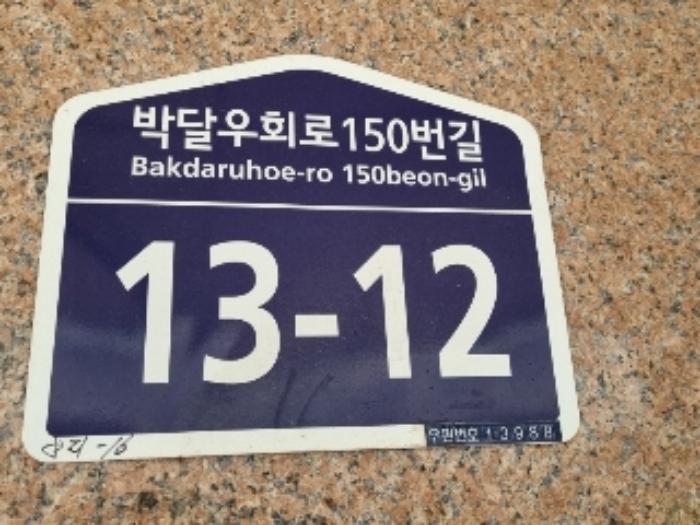 박달우회로150번길
Bakdaruhoe-ro 150beon-gil
13-12
우편번호 13988